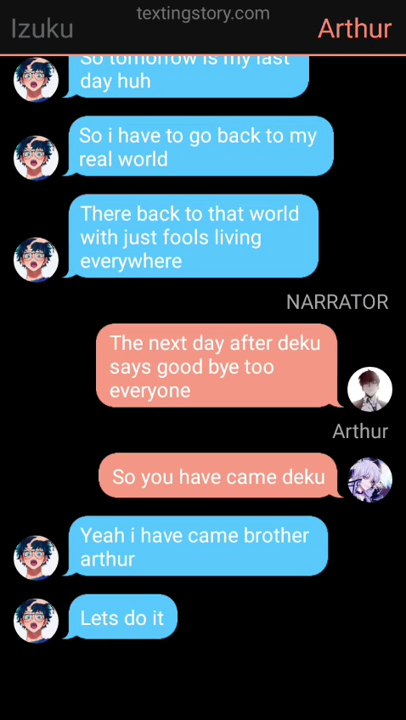 textingstory.com
Izuku
Arthur
So tomorrow is my last
day huh
So i have to go back to my
real world
There back to that world
with just fools living
everywhere
NARRATOR
The next day after deku
says good bye too
everyone
Arthur
So you have came deku
Yeah i have came brother
arthur
Lets do it